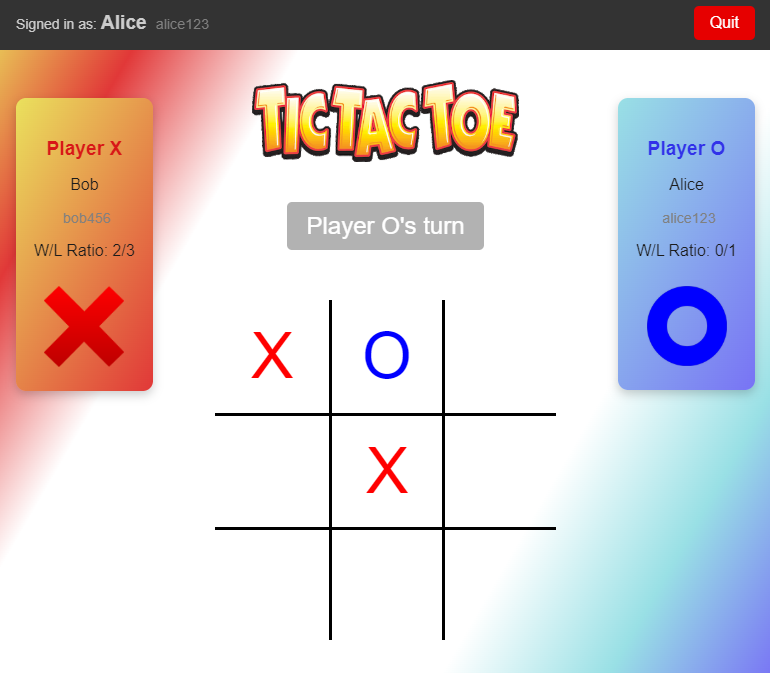 Signed in as: Alice alice123
Quit
TIC TAC TOE
Player X
Bob
bob456
W/L Ratio: 2/3
Player O's turn
Player O
Alice
alice123
W/L Ratio: 0/1
X O
X